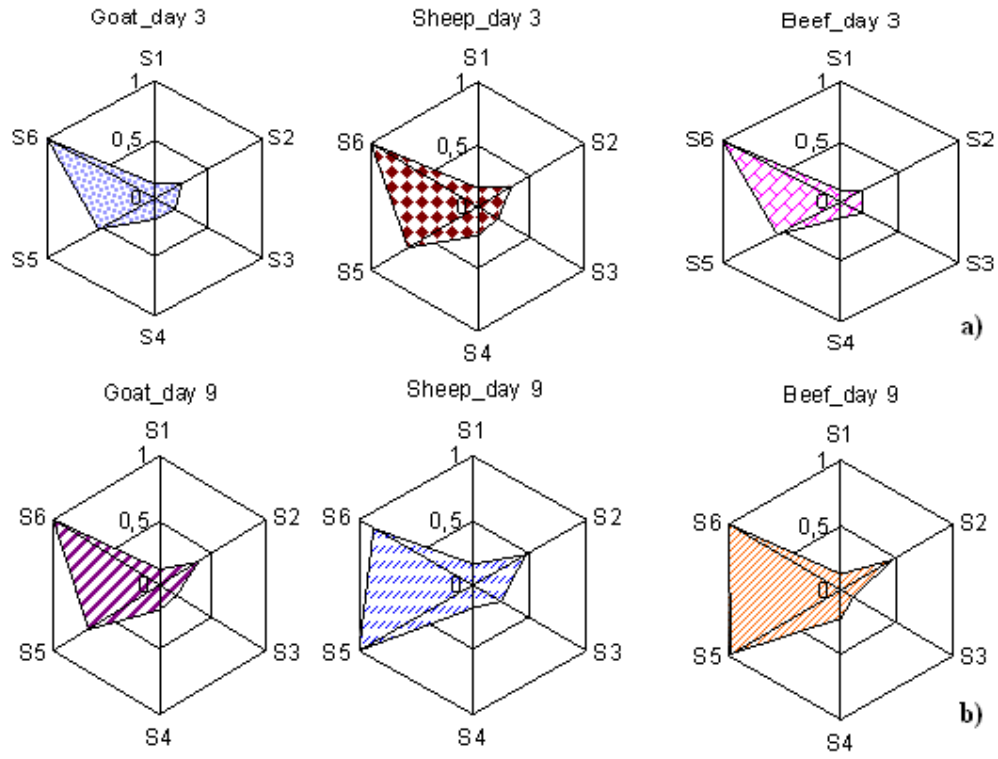 Goat_day 3
S1
1
S2
0,5
S6
0
S5
S3
S4
Sheep_day 3
S1
1
S2
0,5
S6
0
S5
S3
S4
Beef_day 3
S1
1
S2
0,5
S6
0
S5
S3
S4
a)
Goat_day 9
S1
1
S2
0,5
S6
0
S5
S3
S4
Sheep_day 9
S1
1
S2
0,5
S6
0
S5
S3
S4
Beef_day 9
S1
1
S2
0,5
S6
0
S5
S3
S4
b)